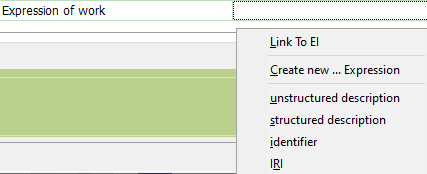 Expression of work
Link To EI
Create new ... Expression
unstructured description
structured description
identifier
IRI